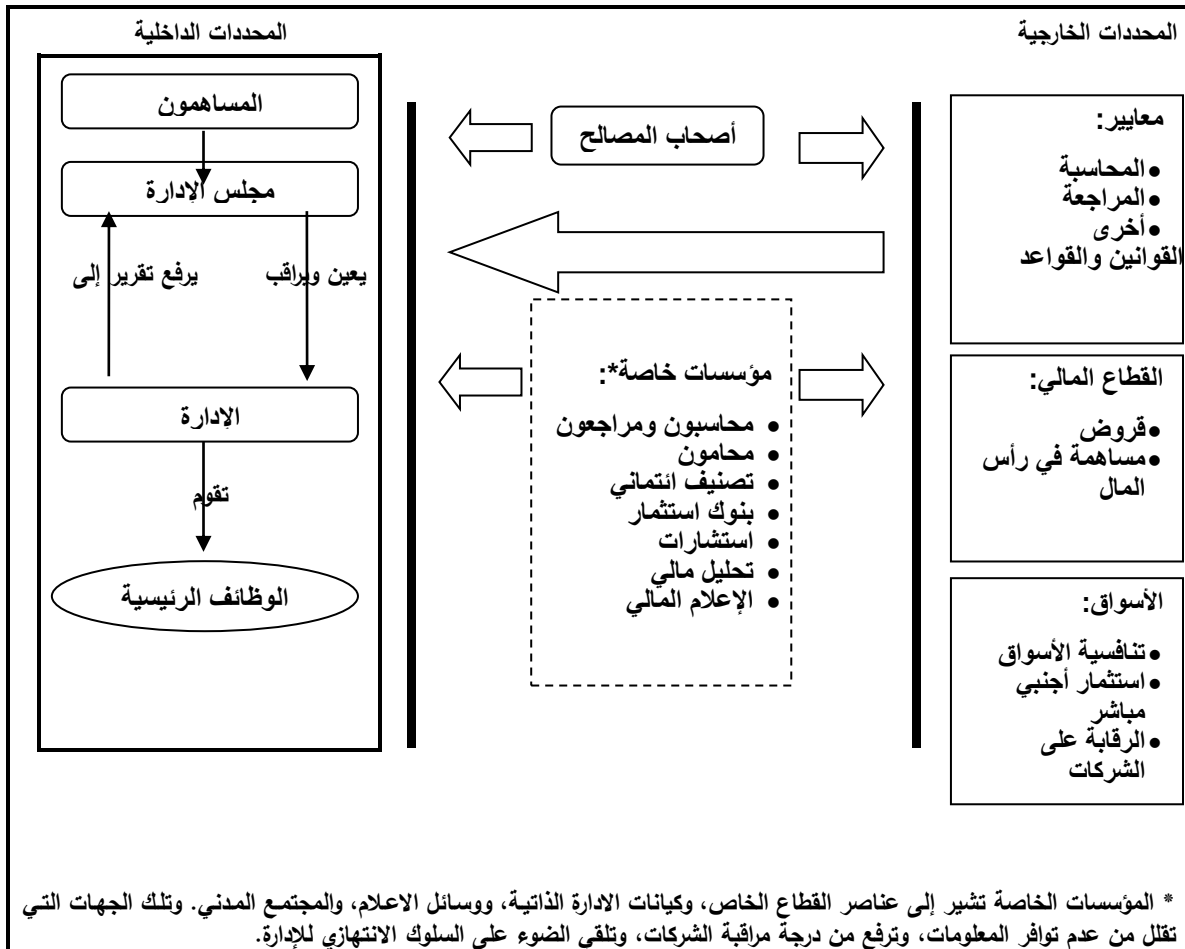 المحددات الخارجية
المحددات الداخلية
معايير:
•المحاسبة
•المراجعة
•أخرى
القوانين والقواعد
القطاع المالي:
•قروض
•مساهمة في رأس
المال
الأسواق:
•تنافسية الأسواق
•استثمار أجنبي
مباشر
•الرقابة على
الشركات
أصحاب المصالح
مؤسسات خاصة*:
• محاسبون ومراجعون
• محامون
• تصنيف ائتماني
• بنوك استثمار
• استشارات
• تحليل مالي
• الإعلام المالي
المساهمون
مجلس الإدارة
يعين ويراقب
يرفع تقرير إلى
الإدارة
تقوم
الوظائف الرئيسية
* المؤسسات الخاصة تشير إلى عناصر القطاع الخاص، وكيانات الادارة الذاتية، ووسائل الاعلام، والمجتمع المدني. وتلك الجهات التي
تقلل من عدم توافر المعلومات، وترفع من درجة مراقبة الشركات، وتلقي الضوء على السلوك الانتهازي للإدارة.